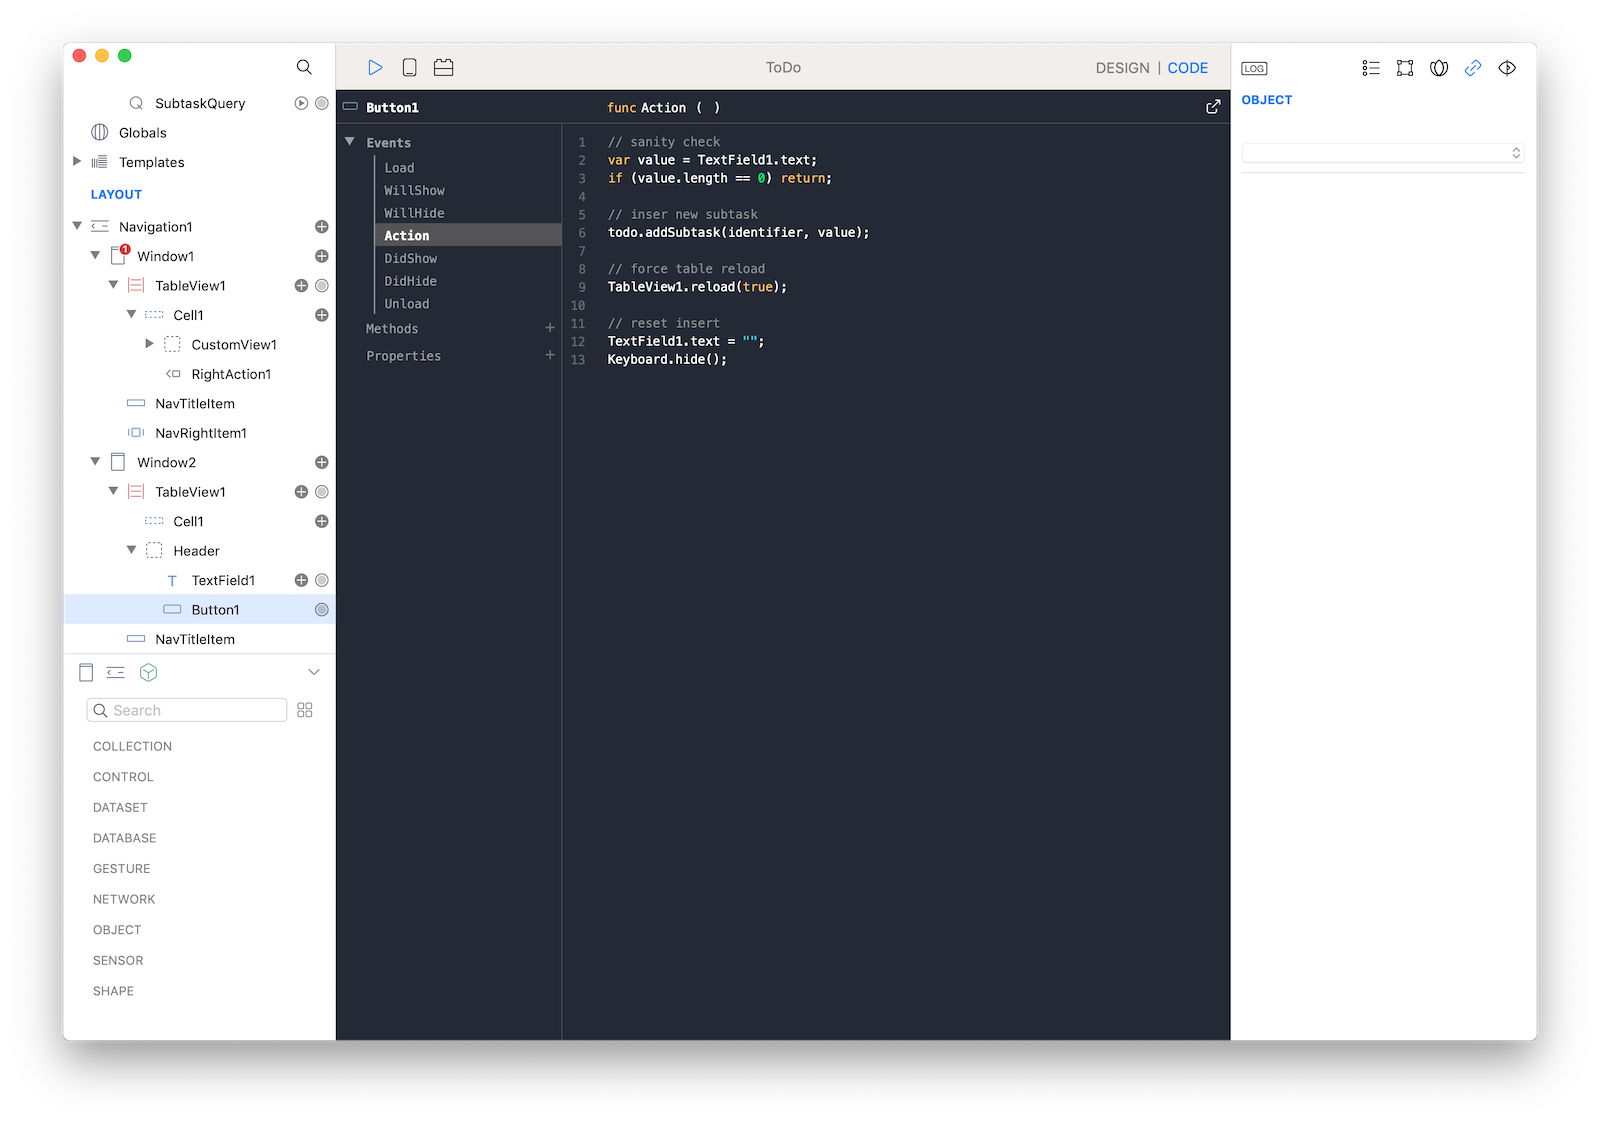 SubtaskQuery
Globals
Templates
LAYOUT
Navigation1
1
Window1
TableView1
Cell1
CustomView1
RightAction1
NavTitleItem
NavRightItem1
Window2
TableView1
Cell1
Header
TextField1
Button1
NavTitleItem
Search
COLLECTION
CONTROL
DATASET
DATABASE
GESTURE
NETWORK
OBJECT
SENSOR
SHAPE
ToDo
DESIGN | CODE
Button1
func Action ( )
Events
Load
WillShow
WillHide
Action
DidShow
DidHide
Unload
Methods +
Properties +
1 // sanity check
2 var value = TextField1.text;
3 if (value.length == 0) return;
4
5 // inser new subtask
6 todo.addSubtask(identifier, value);
7
8 // force table reload
9 TableView1.reload(true);
10
11 // reset insert
12 TextField1.text = "";
13 Keyboard.hide();
LOG
OBJECT